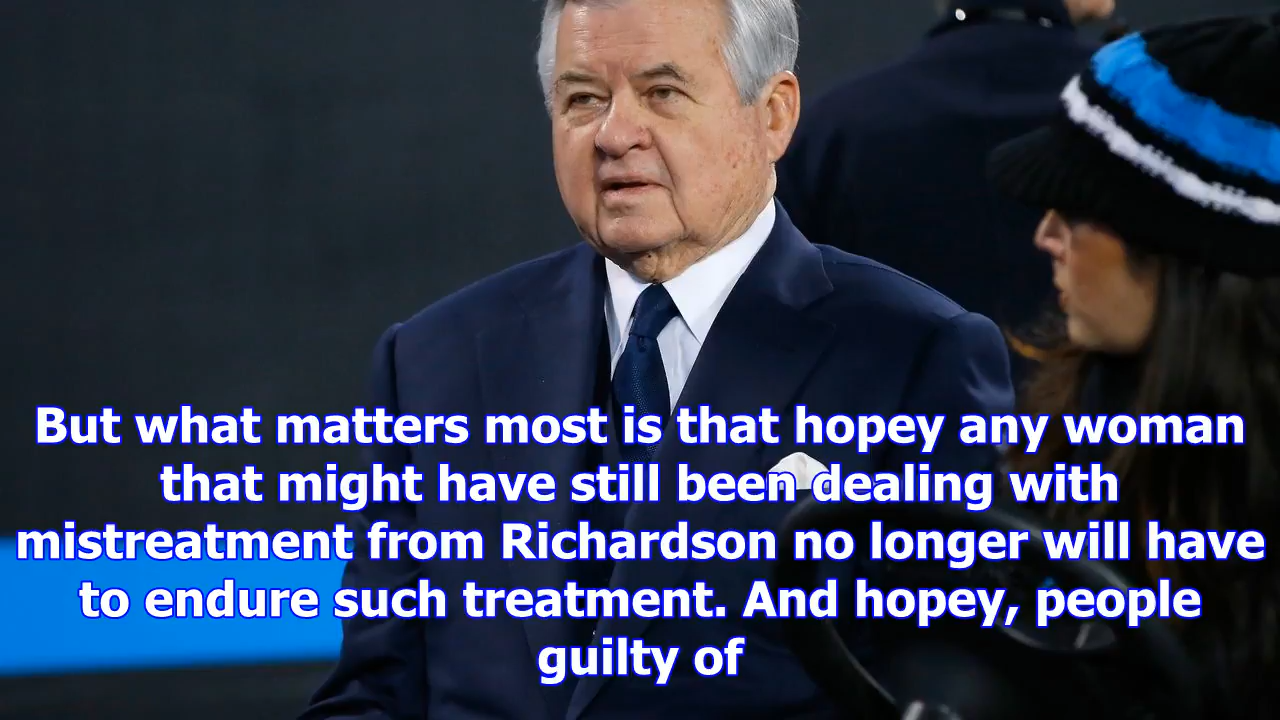 But what matters most is that hopey any woman
that might have still been dealing with
mistreatment from Richardson no longer will have
to endure such treatment. And hopey, people
guilty of